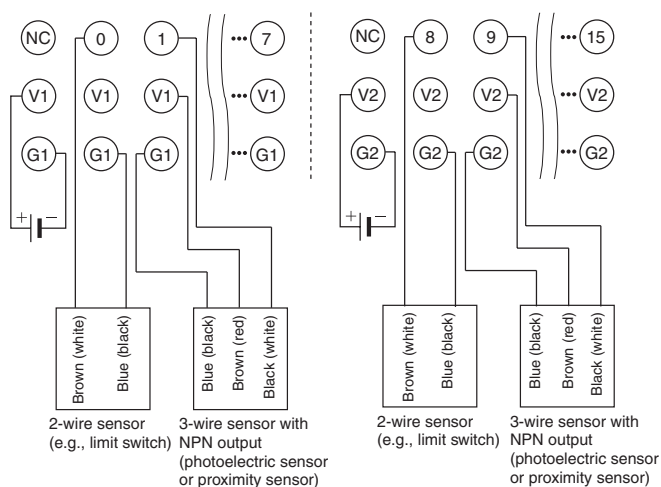 NC 0 1 ••• 7
V1 V1 V1 ••• V1
G1 G1 G1 ••• G1
+ −
Brown (white)
Blue (black)
Blue (black)
Brown (red)
Black (white)
2-wire sensor
(e.g., limit switch)
3-wire sensor with
NPN output
(photoelectric sensor
or proximity sensor)
NC 8 9 ••• 15
V2 V2 V2 ••• V2
G2 G2 G2 ••• G2
+ −
Brown (white)
Blue (black)
Blue (black)
Brown (red)
Black (white)
2-wire sensor
(e.g., limit switch)
3-wire sensor with
NPN output
(photoelectric sensor
or proximity sensor)